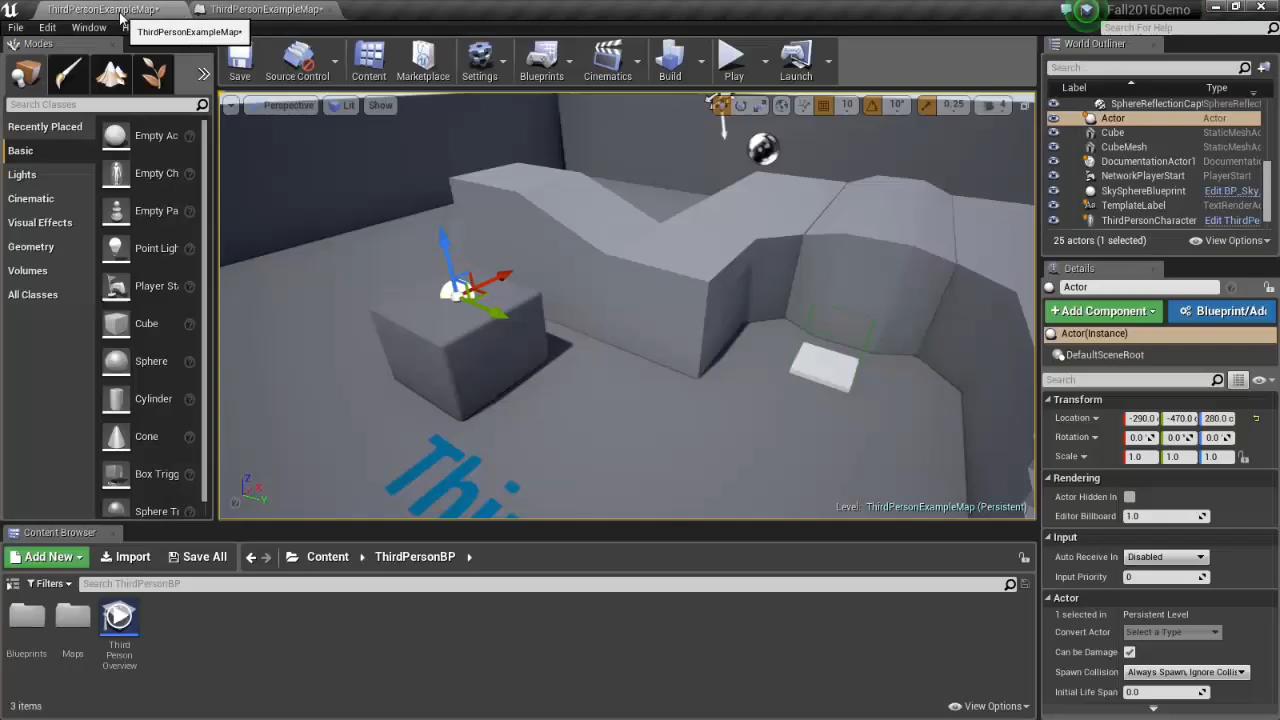 ThirdPersonExampleMap*
ThirdPersonExampleMap*
Fall2016Demo
File
Edit
Window
ThirdPersonExampleMap*
Search For Help
Modes
Save
Source Control
Content
Marketplace
Settings
Blueprints
Cinematics
Build
Play
Launch
Search Classes
Recently Placed
Basic
Lights
Cinematic
Visual Effects
Geometry
Volumes
All Classes
Empty Ac
Empty Ch
Empty Pa
Point Ligh
Player St
Cube
Sphere
Cylinder
Cone
Box Trigg
Sphere Ti
Perspective
Lit
Show
10
10°
0.25
4
Thi
Z
X
Y
Level: ThirdPersonExampleMap (Persistent)
World Outliner
Search...
Label
Type
SphereReflectionCap
SphereReflect
Actor
Actor
Cube
StaticMeshAc
CubeMesh
StaticMeshAc
DocumentationActor1
Documentatic
NetworkPlayerStart
PlayerStart
SkySphereBlueprint
Edit BP_Sky_
TemplateLabel
TextRenderAc
ThirdPersonCharacter
Edit ThirdPe
25 actors (1 selected)
View Options
Details
Actor
Add Component
Blueprint/Add
Actor(Instance)
DefaultSceneRoot
Search
Transform
Location
-290.0
-470.0
280.0 c
Rotation
0.0 °
0.0 °
0.0 °
Scale
1.0
1.0
1.0
Rendering
Actor Hidden In
Editor Billboard
1.0
Input
Auto Receive In
Disabled
Input Priority
0
Actor
1 selected in
Persistent Level
Convert Actor
Select a Type
Can be Damage
Spawn Collision
Always Spawn, Ignore Collis
Initial Life Span
0.0
Content Browser
Add New
Import
Save All
Content
ThirdPersonBP
Filters
Search ThirdPersonBP
Blueprints
Maps
Third
Person
Overview
3 items
View Options